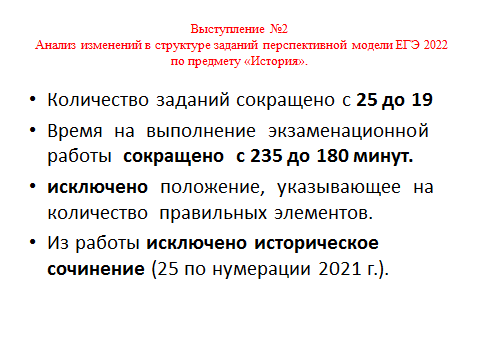 Выступление №2
Анализ изменений в структуре заданий перспективной модели ЕГЭ 2022
по предмету «История».
• Количество заданий сокращено с 25 до 19
• Время на выполнение экзаменационной
работы сокращено с 235 до 180 минут.
• исключено положение, указывающее на
количество правильных элементов.
• Из работы исключено историческое
сочинение (25 по нумерации 2021 г.).